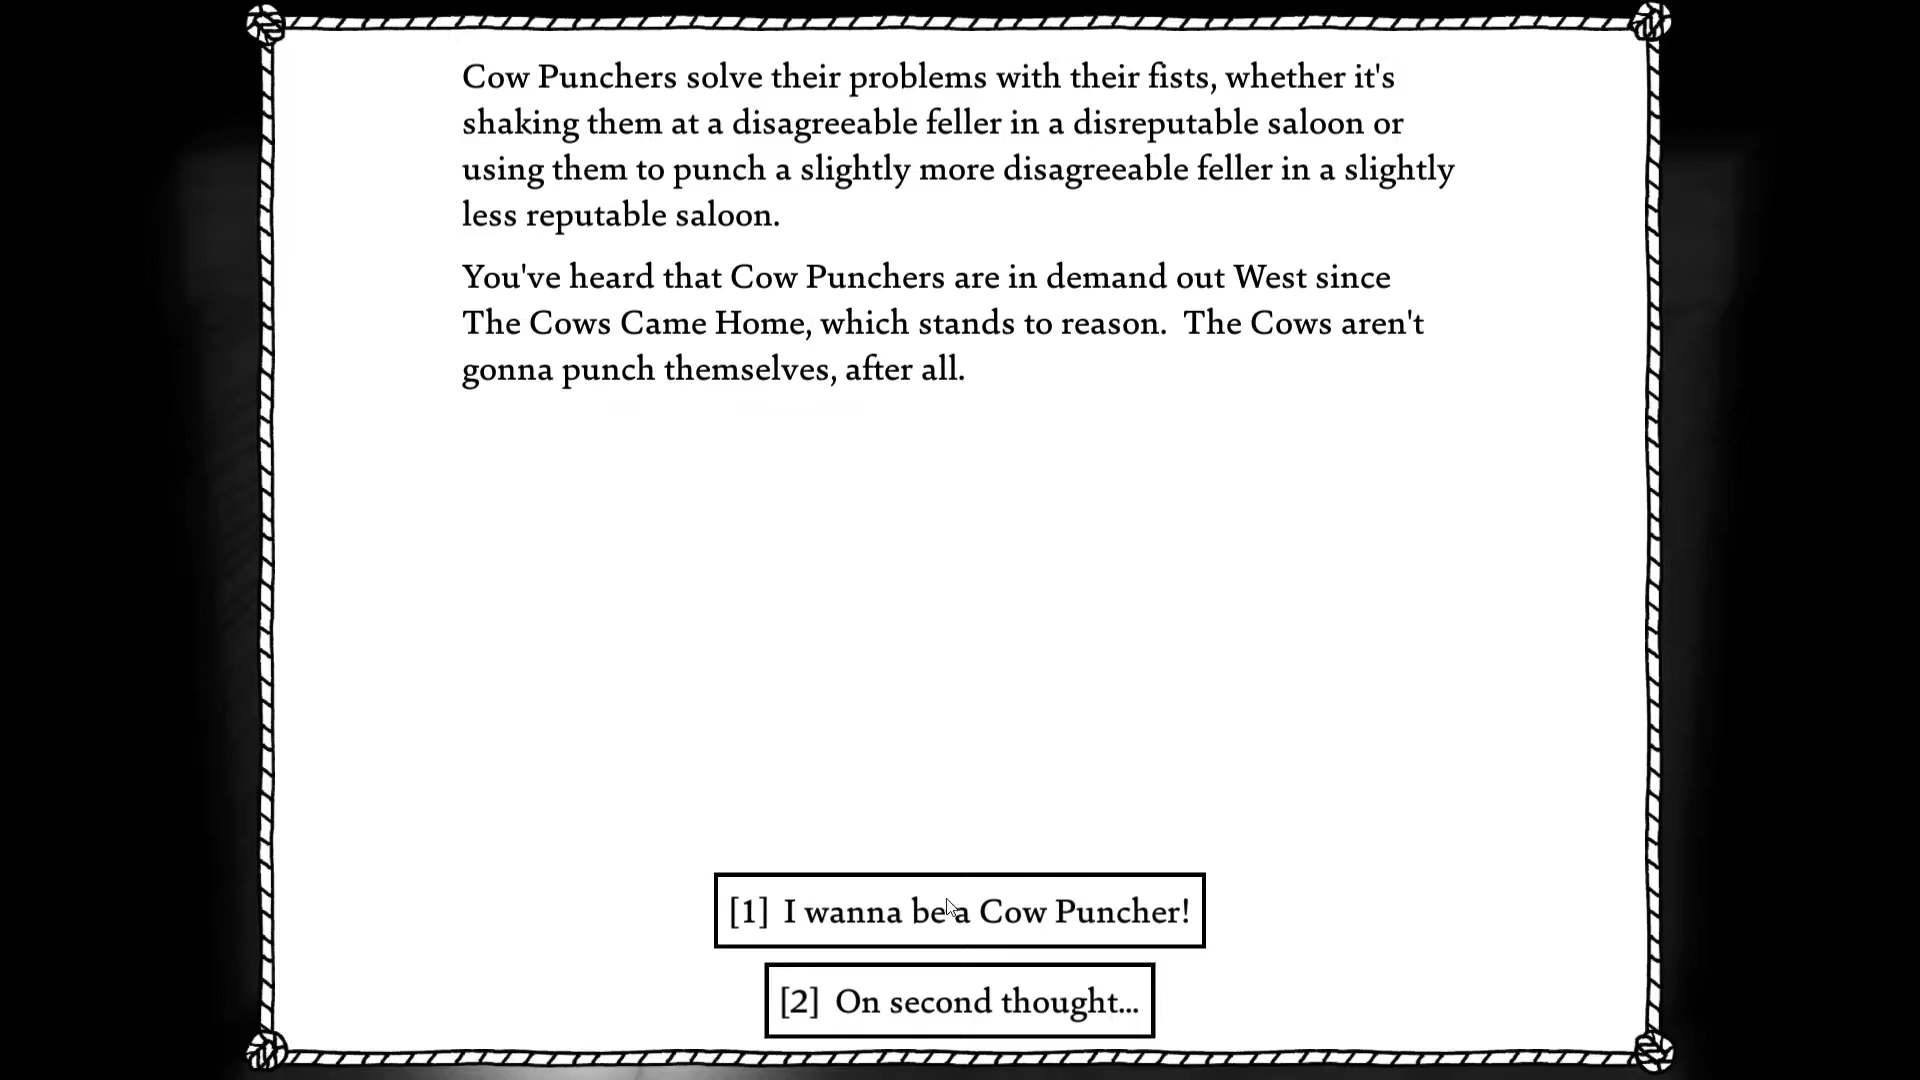 Cow Punchers solve their problems with their fists, whether it's
shaking them at a disagreeable feller in a disreputable saloon or
using them to punch a slightly more disagreeable feller in a slightly
less reputable saloon.
You've heard that Cow Punchers are in demand out West since
The Cows Came Home, which stands to reason.  The Cows aren't
gonna punch themselves, after all.
[1]  I wanna be a Cow Puncher!
[2]  On second thought...